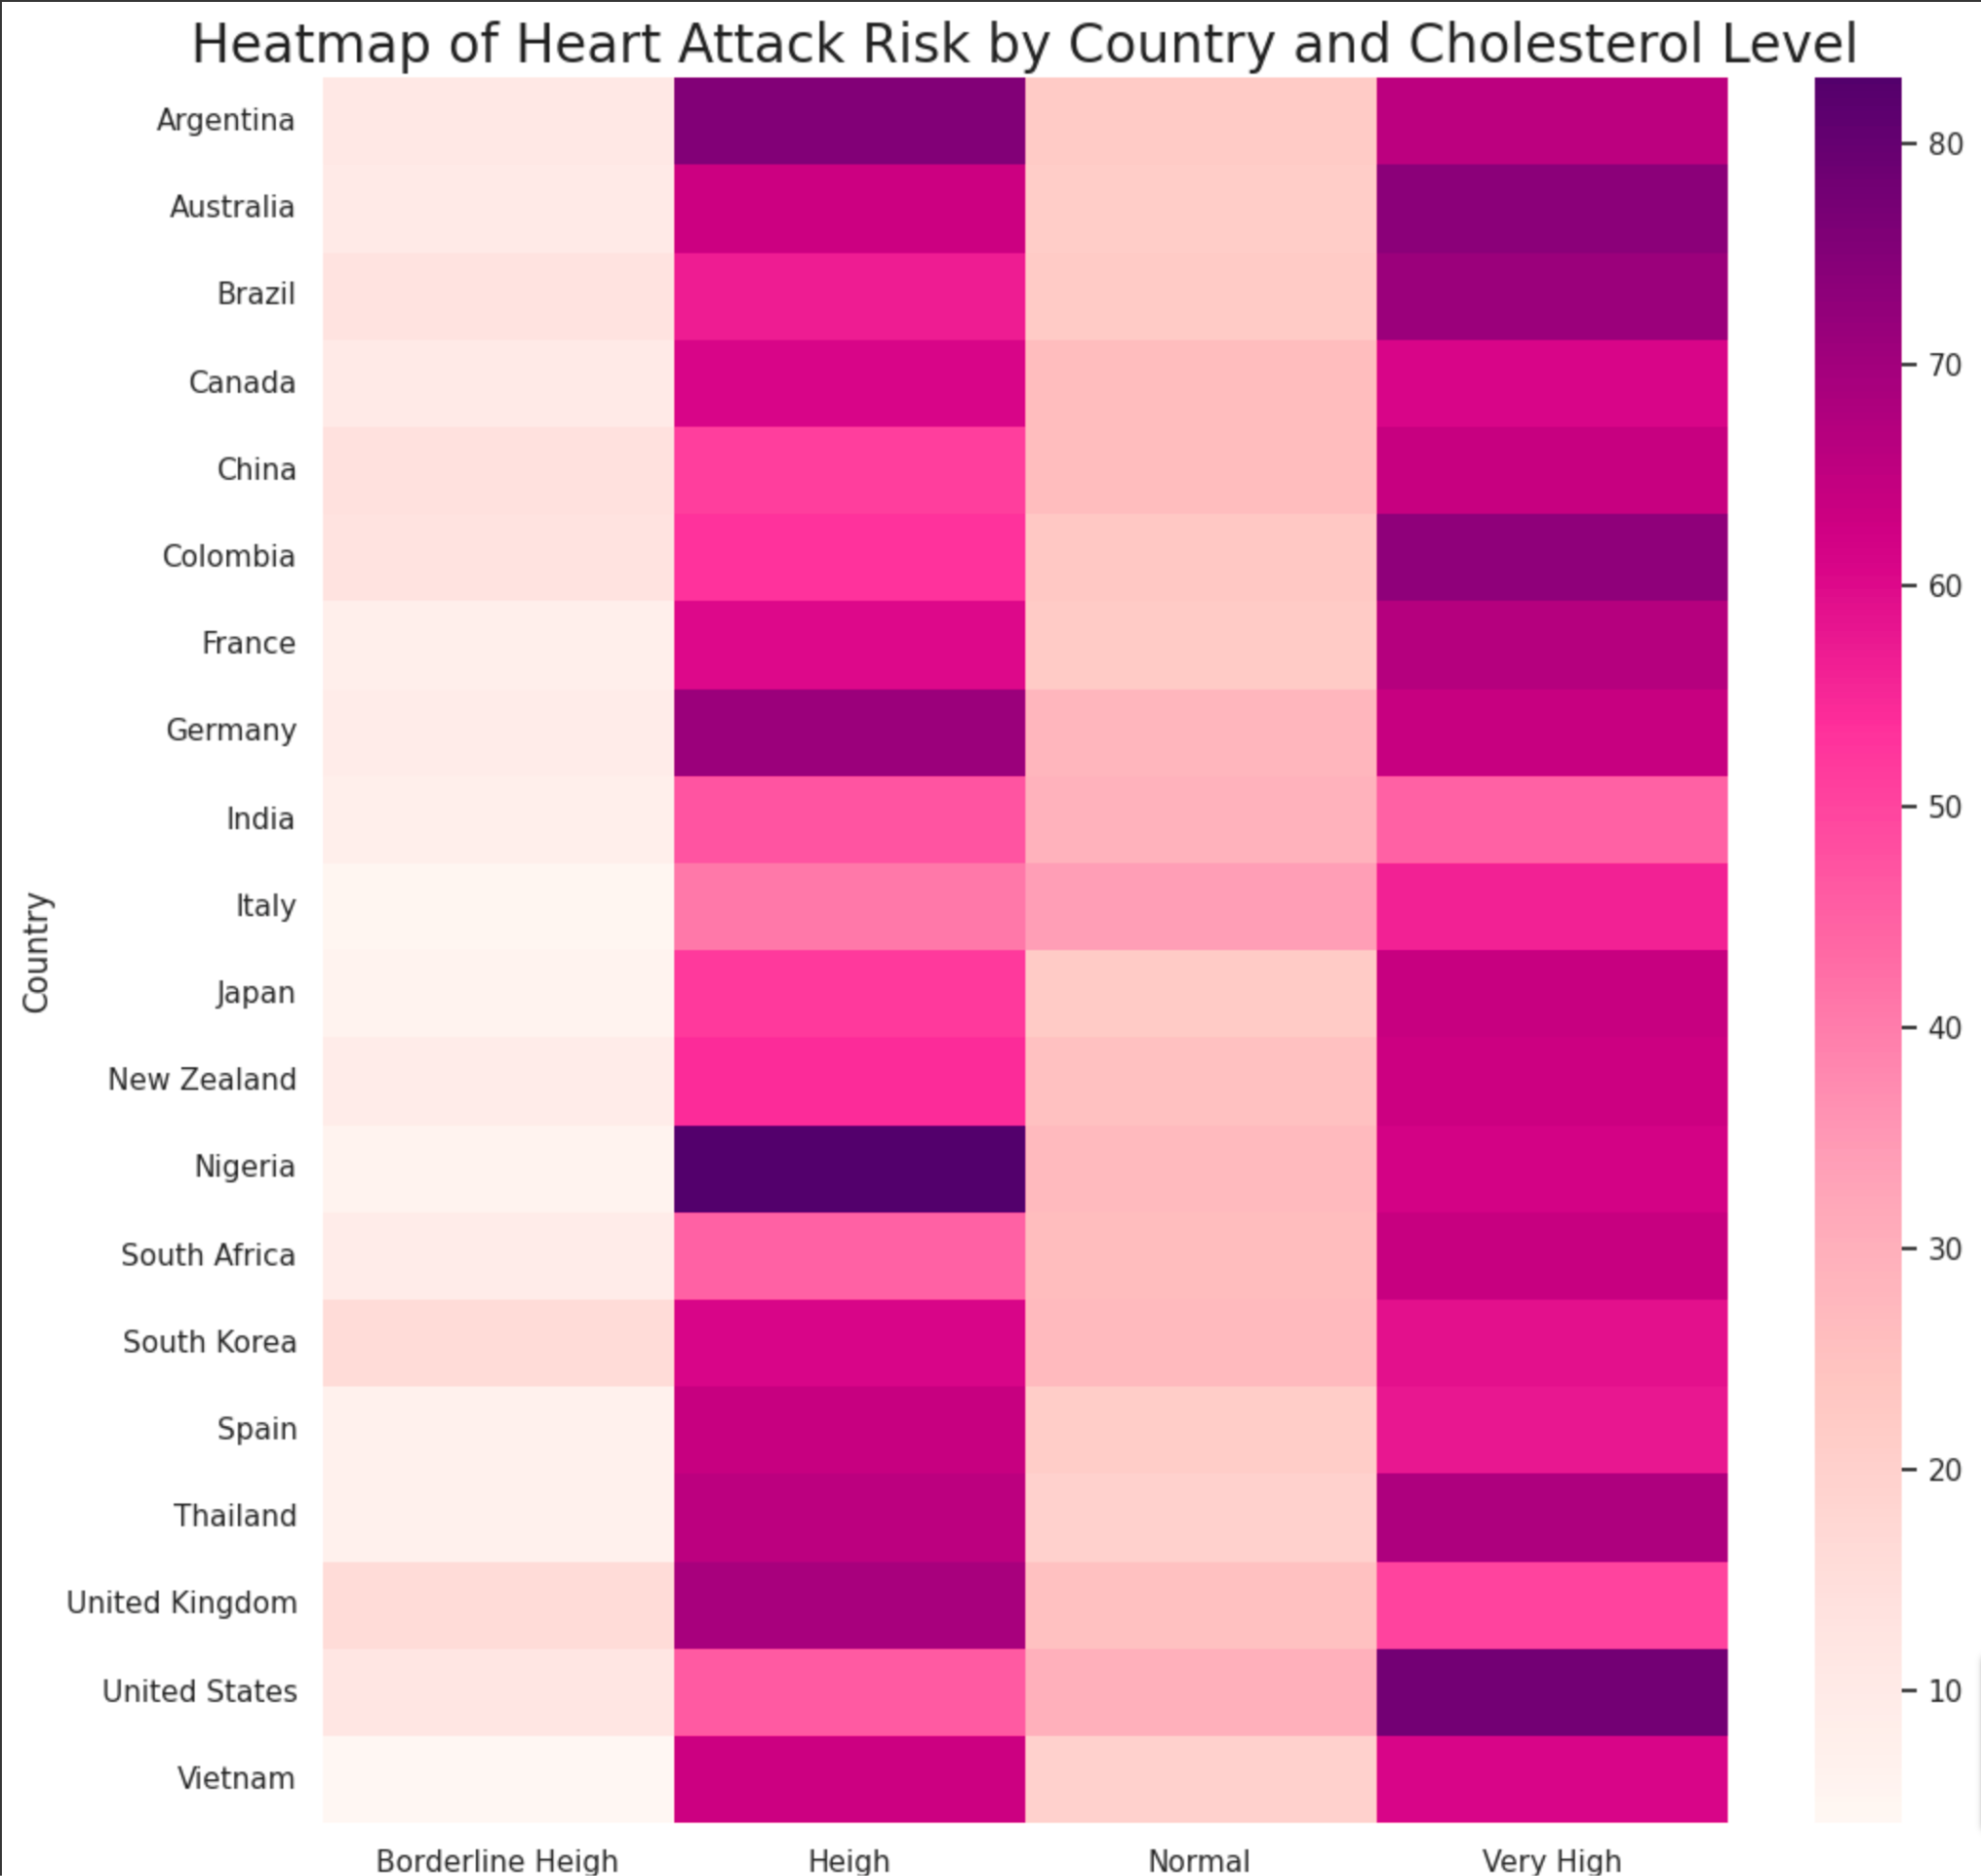 Heatmap of Heart Attack Risk by Country and Cholesterol Level
Argentina
Australia
Brazil
Canada
China
Colombia
France
Germany
India
Italy
Japan
New Zealand
Nigeria
South Africa
South Korea
Spain
Thailand
United Kingdom
United States
Vietnam
Country
Borderline Heigh
Heigh
Normal
Very High
80
70
60
50
40
30
20
10